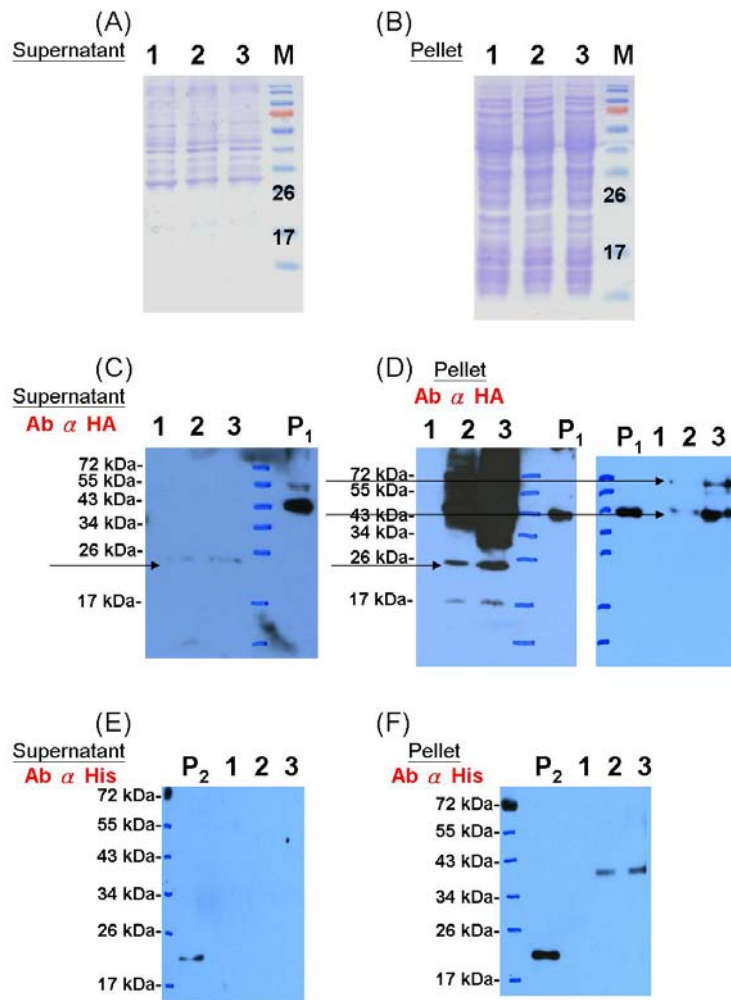 (A)
Supernatant 1 2 3 M
26
17
(B)
Pellet 1 2 3 M
26
17
(C)
Supernatant
Ab α HA
1 2 3 P1
72 kDa-
55 kDa-
43 kDa-
34 kDa-
26 kDa-
17 kDa-
(D)
Pellet
Ab α HA
1 2 3 P1
P1 1 2 3
72 kDa-
55 kDa-
43 kDa-
34 kDa-
26 kDa-
17 kDa-
(E)
Supernatant
Ab α His
P2 1 2 3
72 kDa-
55 kDa-
43 kDa-
34 kDa-
26 kDa-
17 kDa-
(F)
Pellet
Ab α His
P2 1 2 3
72 kDa-
55 kDa-
43 kDa-
34 kDa-
26 kDa-
17 kDa-